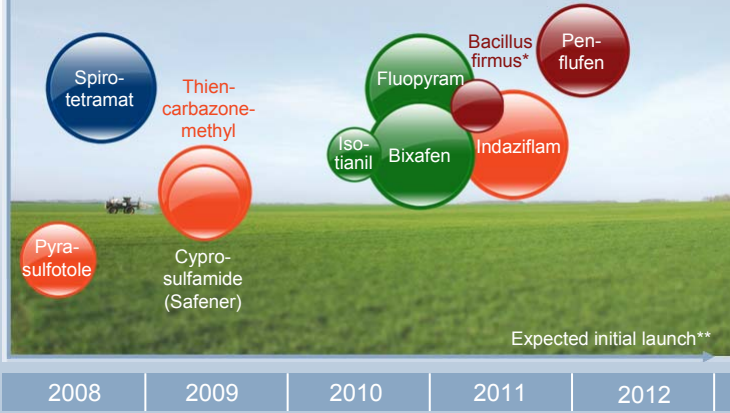 Spiro-
tetramat
Thien-
carbazone-
methyl
Pyra-
sulfotole
Cypro-
sulfamide
(Safener)
Fluopyram
Iso-
tianil
Bixafen
Bacillus
firmus*
Indaziflam
Pen-
flufen
Expected initial launch**
2008
2009
2010
2011
2012